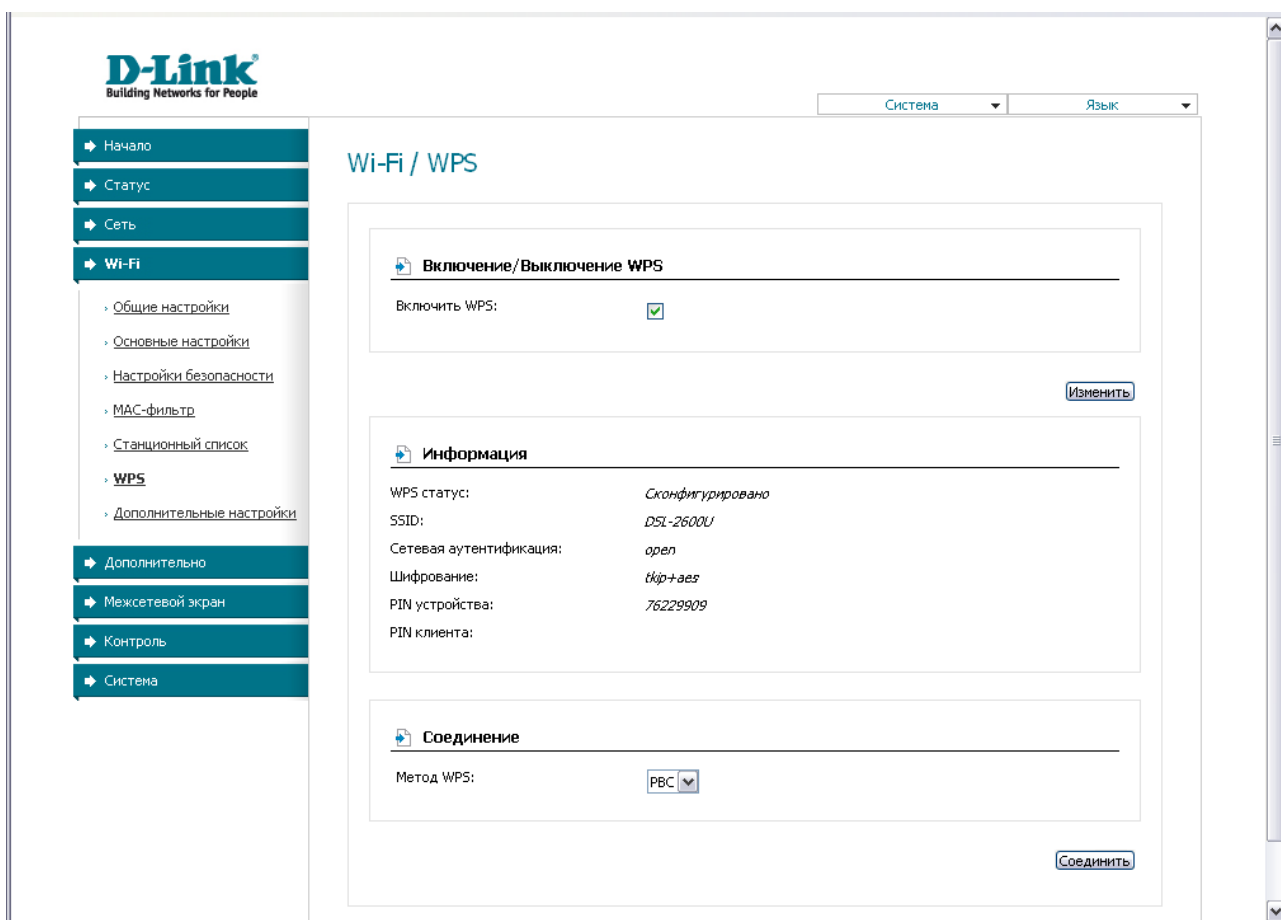 D-Link
Building Networks for People
Система
Язык
Начало
Статус
Сеть
Wi-Fi
Общие настройки
Основные настройки
Настройки безопасности
MAC-фильтр
Станционный список
WPS
Дополнительные настройки
Дополнительно
Межсетевой экран
Контроль
Система
Wi-Fi / WPS
Включение/Выключение WPS
Включить WPS:
Изменить
Информация
WPS статус: Сконфигурировано
SSID: DSL-2600U
Сетевая аутентификация: open
Шифрование: tkip+aes
PIN устройства: 76229909
PIN клиента:
Соединение
Метод WPS: PBC
Соединить